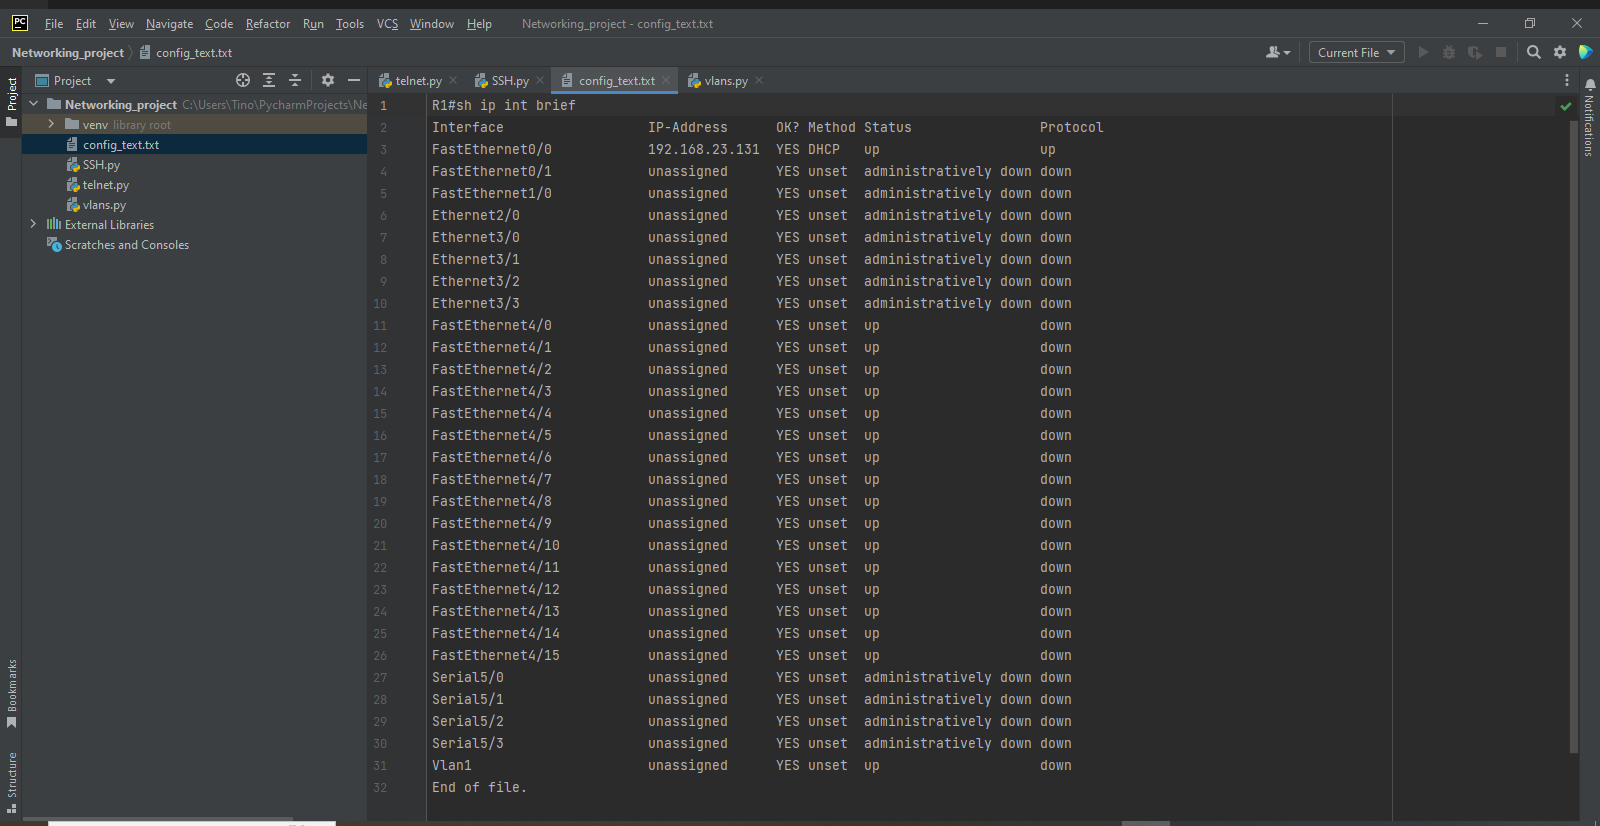 PC File Edit View Navigate Code Refactor Run Tools VCS Window Help Networking_project - config_text.txt
Networking_project config_text.txt Current File
Project
Project
telnet.py SSH.py config_text.txt vlans.py
Networking_project C:\Users\Tino\PycharmProjects\Ne
venv library root
config_text.txt
SSH.py
telnet.py
vlans.py
External Libraries
Scratches and Consoles
1 R1#sh ip int brief
2 Interface IP-Address OK? Method Status Protocol
3 FastEthernet0/0 192.168.23.131 YES DHCP up up
4 FastEthernet0/1 unassigned YES unset administratively down down
5 FastEthernet1/0 unassigned YES unset administratively down down
6 Ethernet2/0 unassigned YES unset administratively down down
7 Ethernet3/0 unassigned YES unset administratively down down
8 Ethernet3/1 unassigned YES unset administratively down down
9 Ethernet3/2 unassigned YES unset administratively down down
10 Ethernet3/3 unassigned YES unset administratively down down
11 FastEthernet4/0 unassigned YES unset up down
12 FastEthernet4/1 unassigned YES unset up down
13 FastEthernet4/2 unassigned YES unset up down
14 FastEthernet4/3 unassigned YES unset up down
15 FastEthernet4/4 unassigned YES unset up down
16 FastEthernet4/5 unassigned YES unset up down
17 FastEthernet4/6 unassigned YES unset up down
18 FastEthernet4/7 unassigned YES unset up down
19 FastEthernet4/8 unassigned YES unset up down
20 FastEthernet4/9 unassigned YES unset up down
21 FastEthernet4/10 unassigned YES unset up down
22 FastEthernet4/11 unassigned YES unset up down
23 FastEthernet4/12 unassigned YES unset up down
24 FastEthernet4/13 unassigned YES unset up down
25 FastEthernet4/14 unassigned YES unset up down
26 FastEthernet4/15 unassigned YES unset up down
27 Serial5/0 unassigned YES unset administratively down down
28 Serial5/1 unassigned YES unset administratively down down
29 Serial5/2 unassigned YES unset administratively down down
30 Serial5/3 unassigned YES unset administratively down down
31 Vlan1 unassigned YES unset up down
32 End of file.
Bookmarks
Structure
Notifications